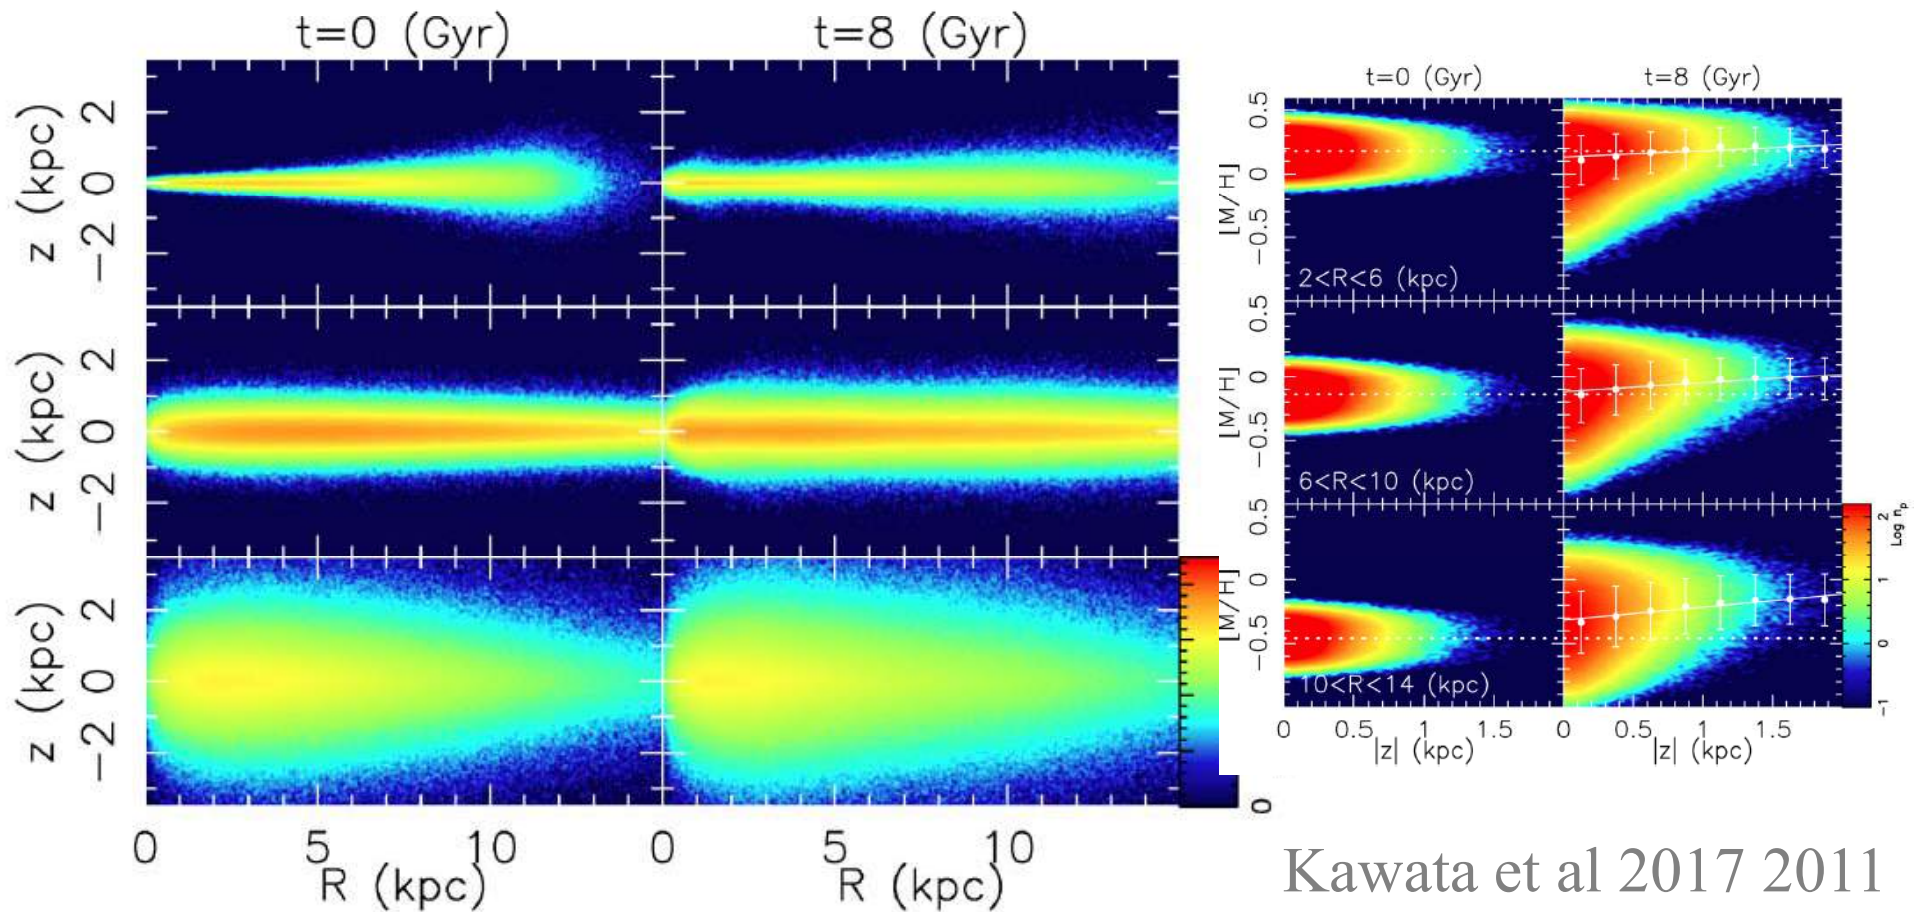 t=0 (Gyr)
t=8 (Gyr)
z (kpc)
2
0
−2
z (kpc)
2
0
−2
z (kpc)
2
0
−2
0
5
10
0
5
10
R (kpc)
R (kpc)
0
t=0 (Gyr)
t=8 (Gyr)
[M/H]
0.5
0
−0.5
2<R<6 (kpc)
[M/H]
0.5
0
−0.5
6<R<10 (kpc)
[M/H]
0.5
0
−0.5
10<R<14 (kpc)
0
0.5
1
1.5
0
0.5
1
1.5
|z| (kpc)
|z| (kpc)
2
1
0
−1
Log np
Kawata et al 2017 2011